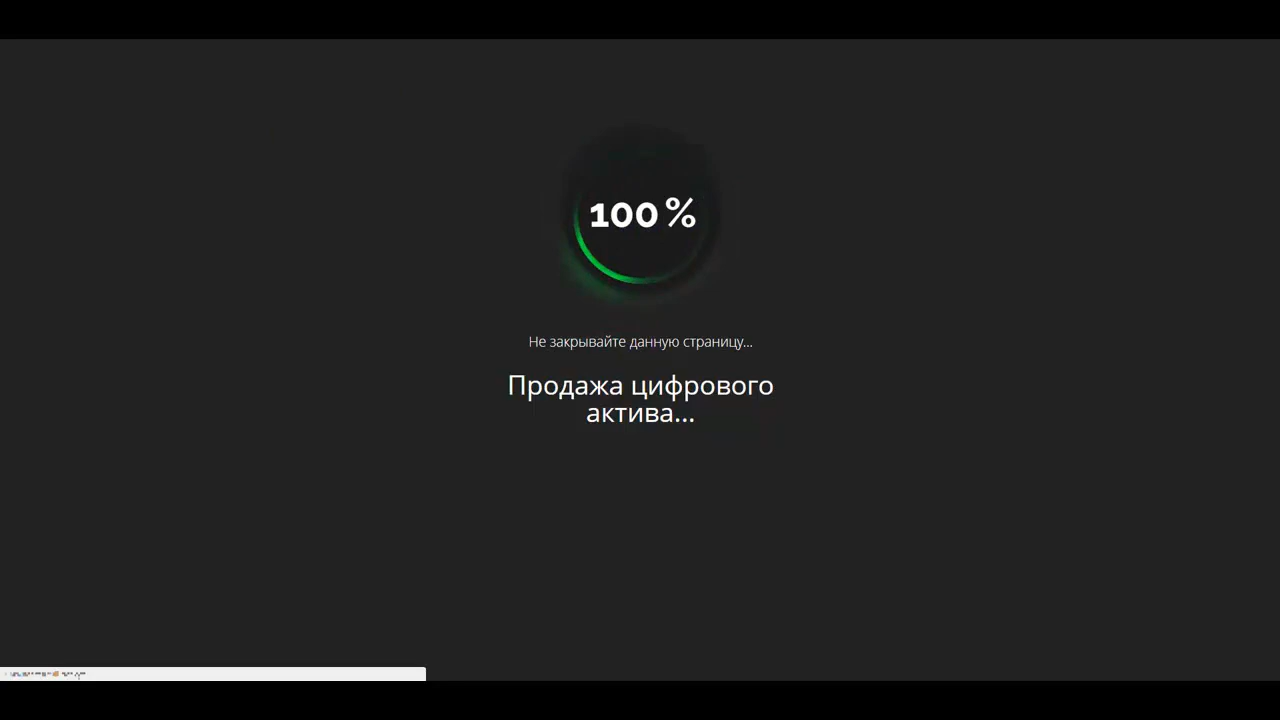 100 %
Не закрывайте данную страницу...
Продажа цифрового
актива...